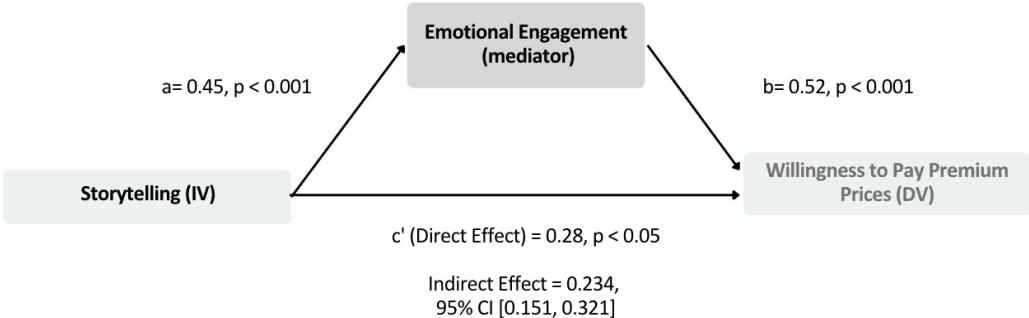 Emotional Engagement
(mediator)
a= 0.45, p < 0.001
b= 0.52, p < 0.001
Storytelling (IV)
Willingness to Pay Premium
Prices (DV)
c' (Direct Effect) = 0.28, p < 0.05
Indirect Effect = 0.234,
95% CI [0.151, 0.321]